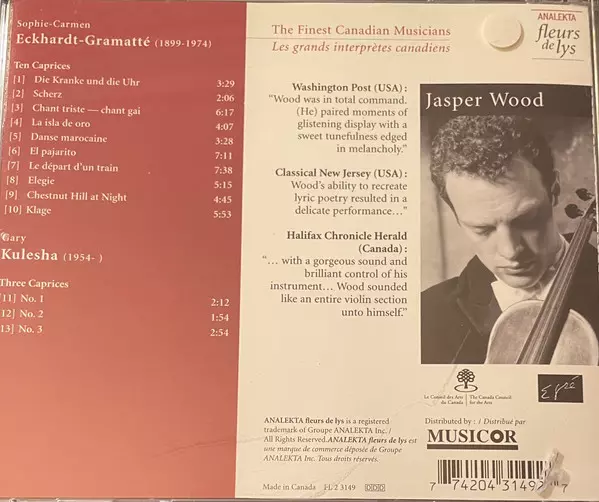 Sophie-Carmen
Eckhardt-Gramatté (1899-1974)
Ten Caprices
[1] Die Kranke und die Uhr 3:29
[2] Scherz 2:06
[3] Chant triste — chant gai 6:17
[4] La isla de oro 4:07
[5] Danse marocaine 3:28
[6] El pajarito 7:11
[7] Le départ d'un train 7:38
[8] Elegie 5:15
[9] Chestnut Hill at Night 4:45
[10] Klage 5:53
Gary
Kulesha (1954- )
Three Caprices
[11] No. 1 2:12
12] No. 2 1:54
13] No. 3 2:54
The Finest Canadian Musicians
Les grands interprètes canadiens
Washington Post (USA) :
"Wood was in total command.
(He) paired moments of
glistening display with a
sweet tunefulness edged
in melancholy."
Classical New Jersey (USA) :
Wood's ability to recreate
lyric poetry resulted in a
delicate performance…"
Halifax Chronicle Herald
(Canada) :
"… with a gorgeous sound and
brilliant control of his
instrument… Wood sounded
like an entire violin section
unto himself."
ANALEKTA
fleurs
de lys
Jasper Wood
Le Conseil des Arts
du Canada
The Canada Council
for the Arts
ANALEKTA fleurs de lys is a registered
trademark of Groupe ANALEKTA Inc. /
All Rights Reserved. ANALEKTA fleurs de lys est
une marque de commerce déposée de Groupe
ANALEKTA Inc. Tous droits réservés.
Made in Canada FL 2 3149 DDD
Distributed by : / Distribué par
MUSICOR
7 74204 3149